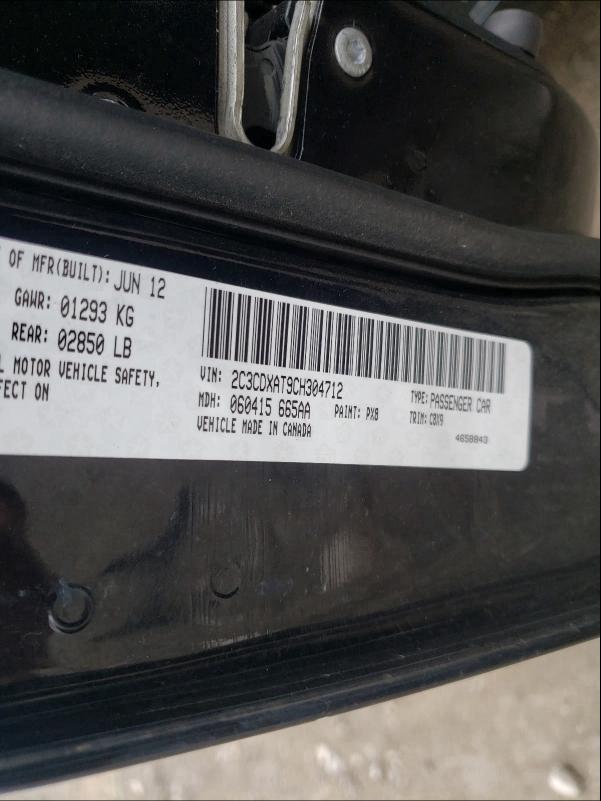 OF MFR(BUILT): JUN 12
GAWR: 01293 KG
REAR: 02850 LB
MOTOR VEHICLE SAFETY,
ON
VIN: 2C3CDXAT9CH304712
TYPE: PASSENGER CAR
MDH: 060415 665AA PAINT: PX8 TRIM: CBX9
VEHICLE MADE IN CANADA
4658843